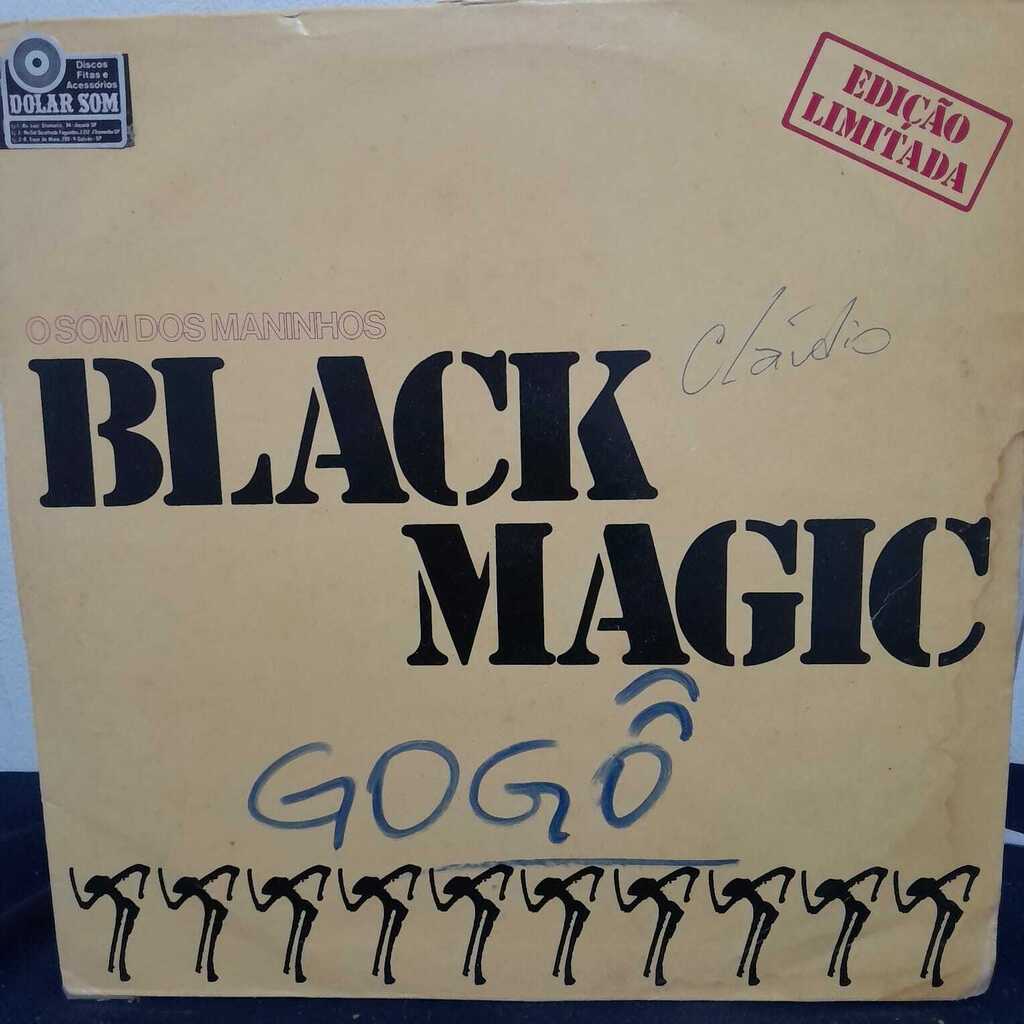 Discos
Fitas e
Acessórios
DOLAR SOM
EDIÇÃO
LIMITADA
O SOM DOS MANINHOS
BLACK
Cláudio
MAGIC
GOGÔ